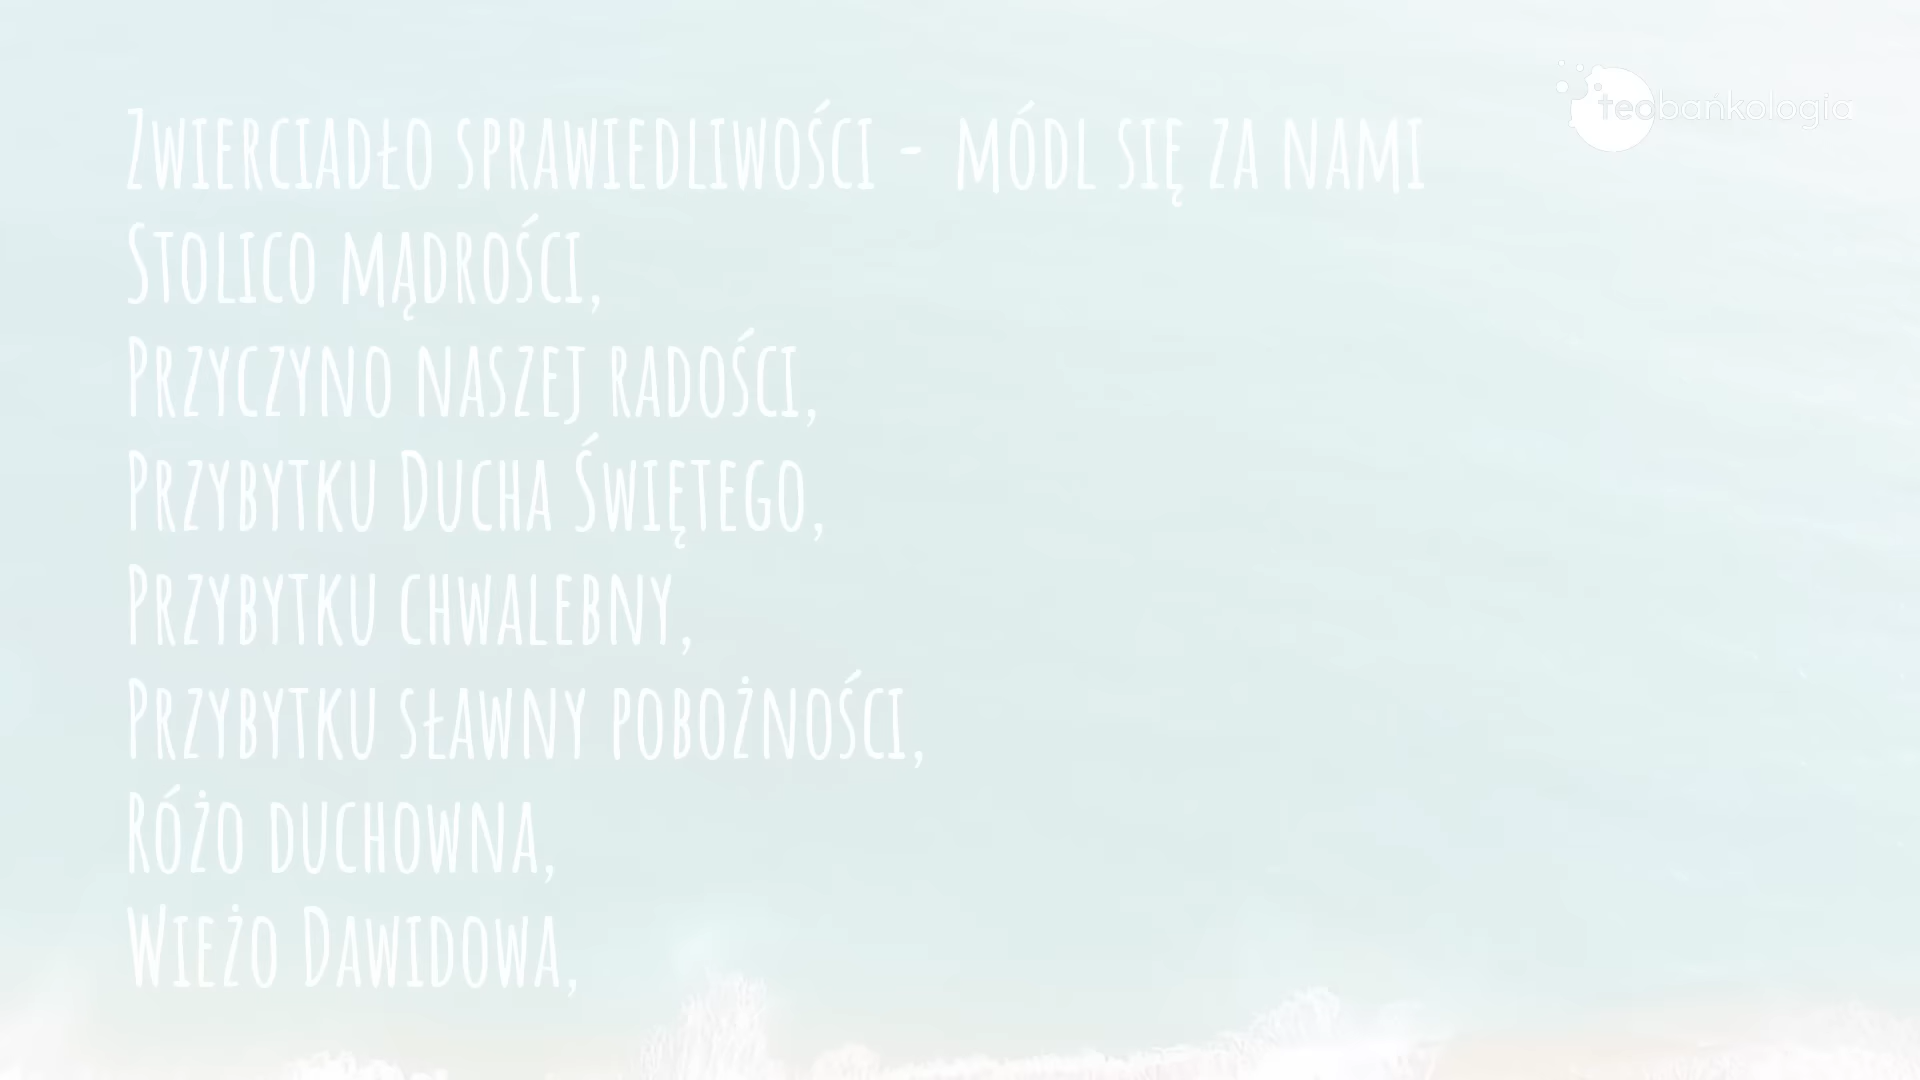 Zwierciadło sprawiedliwości - módl się za nami
Stolico mądrości,
Przyczyno naszej radości,
Przybytku Ducha Świętego,
Przybytku chwalebny,
Przybytku sławny pobożności,
Różo duchowna,
Wieżo Dawidowa,
teobańkologia